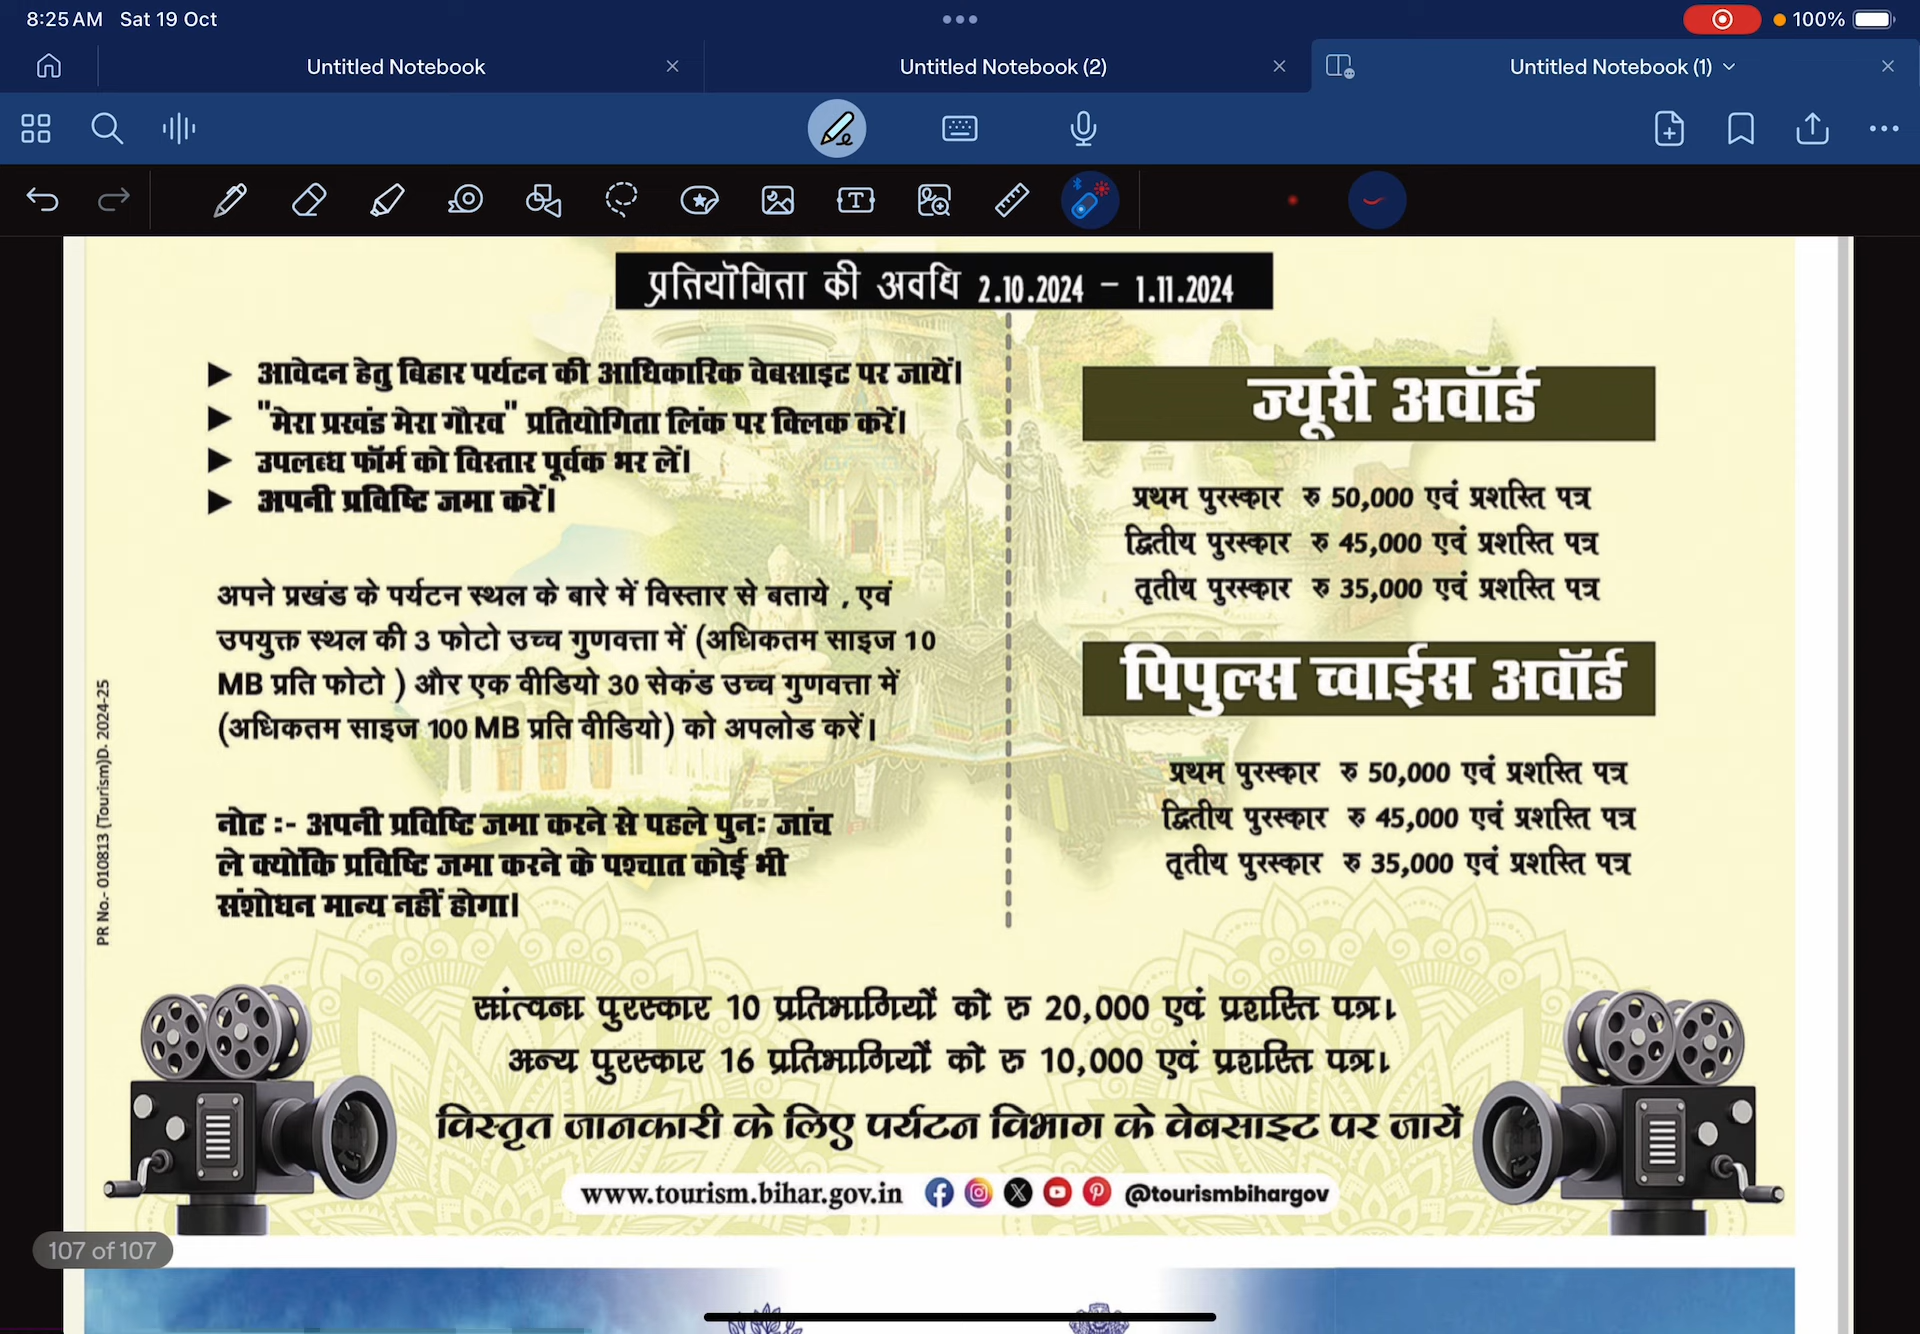 8:25 AM Sat 19 Oct
100%
Untitled Notebook
Untitled Notebook (2)
Untitled Notebook (1)
प्रतियोगिता की अवधि 2.10.2024 – 1.11.2024
आवेदन हेतु बिहार पर्यटन की आधिकारिक वेबसाइट पर जायें।
"मेरा प्रखंड मेरा गौरव" प्रतियोगिता लिंक पर क्लिक करें।
उपलब्ध फॉर्म को विस्तार पूर्वक भर लें।
अपनी प्रविष्टि जमा करें।
अपने प्रखंड के पर्यटन स्थल के बारे में विस्तार से बताये , एवं
उपयुक्त स्थल की 3 फोटो उच्च गुणवत्ता में (अधिकतम साइज 10
MB प्रति फोटो ) और एक वीडियो 30 सेकंड उच्च गुणवत्ता में
(अधिकतम साइज 100 MB प्रति वीडियो) को अपलोड करें।
नोट :- अपनी प्रविष्टि जमा करने से पहले पुनः जांच
ले क्योंकि प्रविष्टि जमा करने के पश्चात कोई भी
संशोधन मान्य नहीं होगा।
PR No.- 010813 (Tourism)D. 2024-25
ज्यूरी अवॉर्ड
प्रथम पुरस्कार रु 50,000 एवं प्रशस्ति पत्र
द्वितीय पुरस्कार रु 45,000 एवं प्रशस्ति पत्र
तृतीय पुरस्कार रु 35,000 एवं प्रशस्ति पत्र
पिपुल्स च्वाईस अवॉर्ड
प्रथम पुरस्कार रु 50,000 एवं प्रशस्ति पत्र
द्वितीय पुरस्कार रु 45,000 एवं प्रशस्ति पत्र
तृतीय पुरस्कार रु 35,000 एवं प्रशस्ति पत्र
सांत्वना पुरस्कार 10 प्रतिभागियों को रु 20,000 एवं प्रशस्ति पत्र।
अन्य पुरस्कार 16 प्रतिभागियों को रु 10,000 एवं प्रशस्ति पत्र।
विस्तृत जानकारी के लिए पर्यटन विभाग के वेबसाइट पर जायें
www.tourism.bihar.gov.in @tourismbihargov
107 of 107